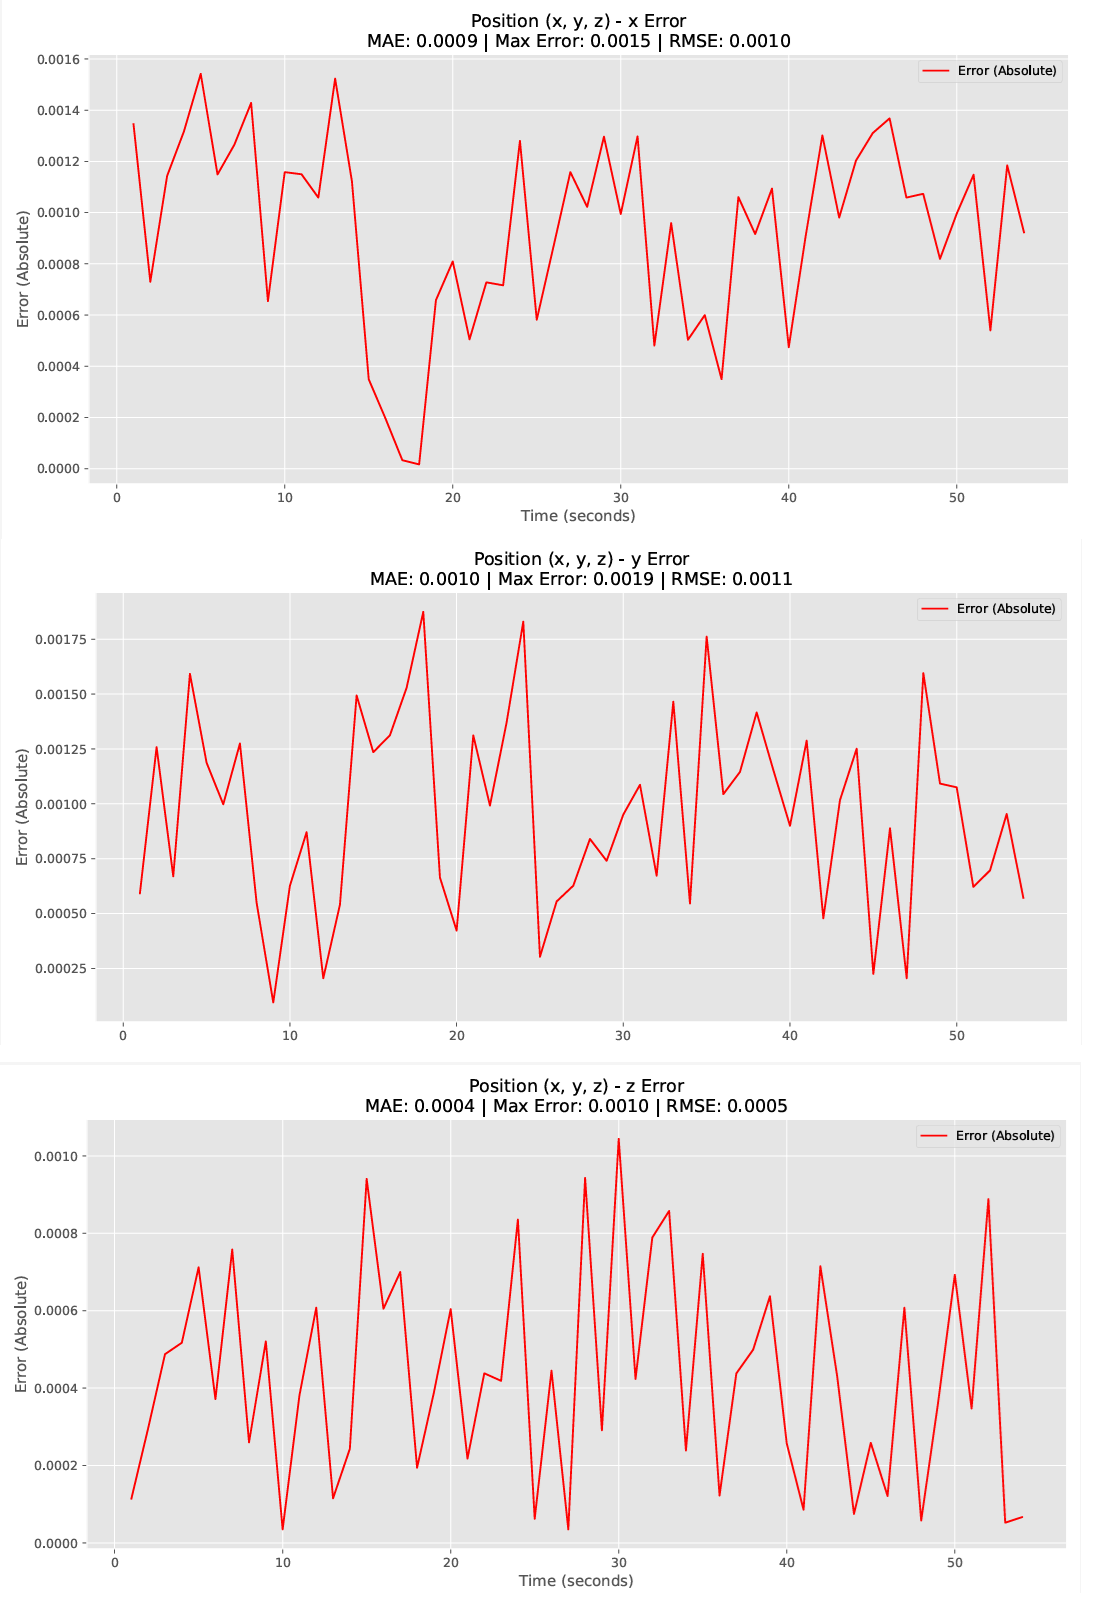 Position (x, y, z) - x Error
MAE: 0.0009 | Max Error: 0.0015 | RMSE: 0.0010
Error (Absolute)
0.0016
0.0014
0.0012
0.0010
0.0008
0.0006
0.0004
0.0002
0.0000
Error (Absolute)
0 10 20 30 40 50
Time (seconds)
Position (x, y, z) - y Error
MAE: 0.0010 | Max Error: 0.0019 | RMSE: 0.0011
Error (Absolute)
0.00175
0.00150
0.00125
0.00100
0.00075
0.00050
0.00025
Error (Absolute)
0 10 20 30 40 50
Position (x, y, z) - z Error
MAE: 0.0004 | Max Error: 0.0010 | RMSE: 0.0005
Error (Absolute)
0.0010
0.0008
0.0006
0.0004
0.0002
0.0000
Error (Absolute)
0 10 20 30 40 50
Time (seconds)